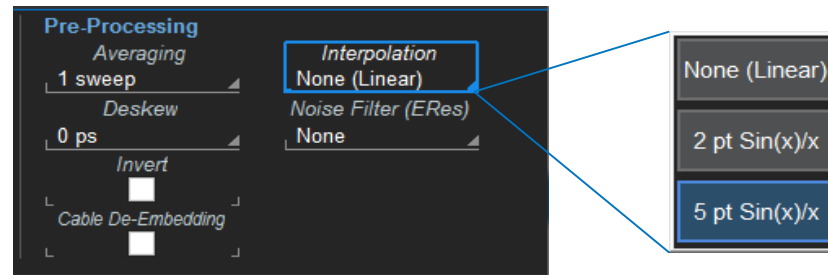 Pre-Processing
Averaging
1 sweep
Interpolation
None (Linear)
Deskew
0 ps
Noise Filter (ERes)
None
Invert
Cable De-Embedding
None (Linear)
2 pt Sin(x)/x
5 pt Sin(x)/x